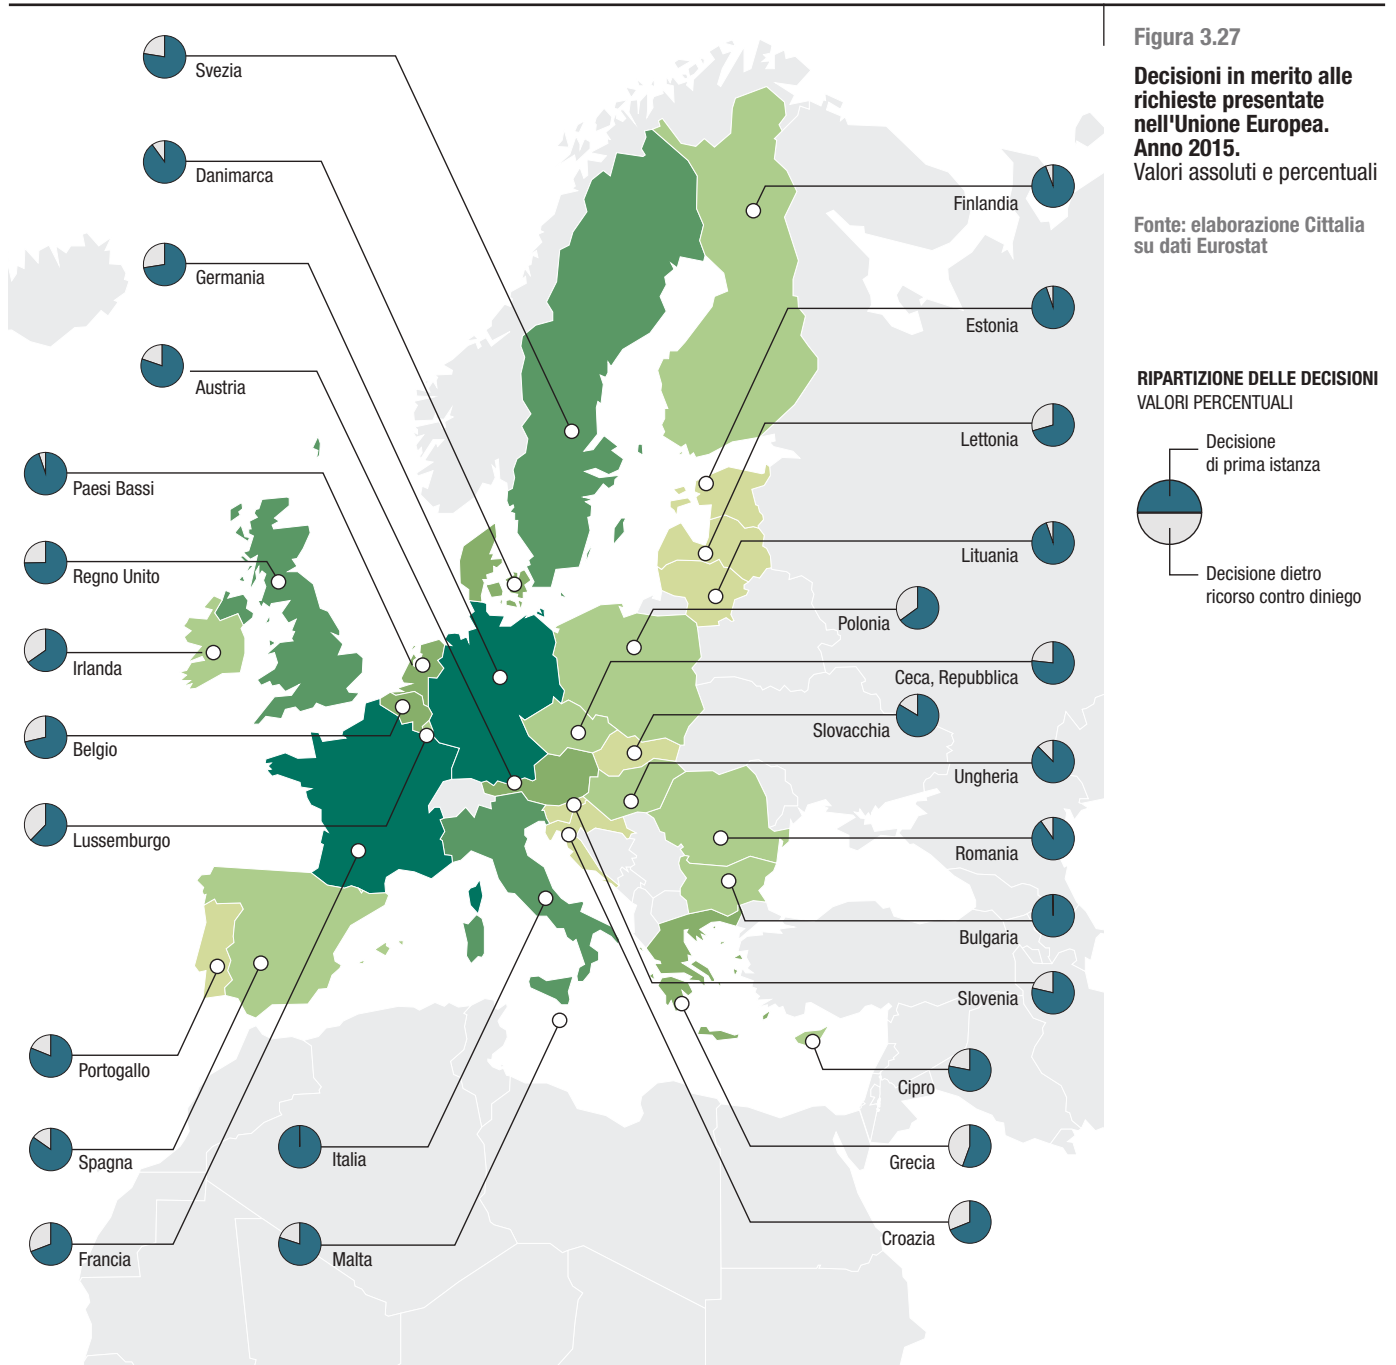 Figura 3.27
Decisioni in merito alle
richieste presentate
nell'Unione Europea.
Anno 2015.
Valori assoluti e percentuali
Fonte: elaborazione Cittalia
su dati Eurostat
RIPARTIZIONE DELLE DECISIONI
VALORI PERCENTUALI
Decisione
di prima istanza
Decisione dietro
ricorso contro diniego
Svezia
Danimarca
Germania
Austria
Paesi Bassi
Regno Unito
Irlanda
Belgio
Lussemburgo
Portogallo
Spagna
Francia
Italia
Malta
Finlandia
Estonia
Lettonia
Lituania
Polonia
Ceca, Repubblica
Slovacchia
Ungheria
Romania
Bulgaria
Slovenia
Cipro
Grecia
Croazia